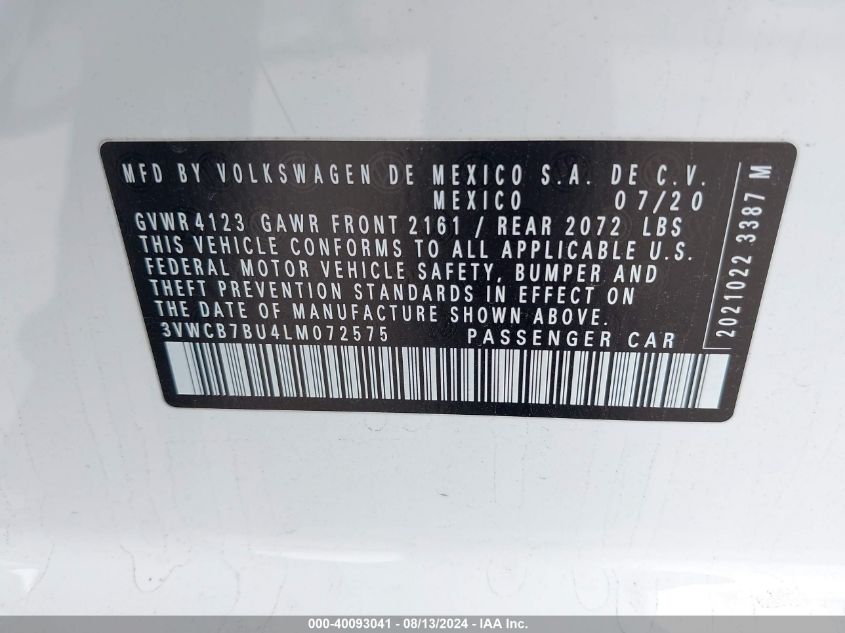 MFD BY VOLKSWAGEN DE MEXICO S.A. DE C.V.
MEXICO 07/20
GVWR 4123 GAWR FRONT 2161 / REAR 2072 LBS
THIS VEHICLE CONFORMS TO ALL APPLICABLE U.S.
FEDERAL MOTOR VEHICLE SAFETY, BUMPER AND
THEFT PREVENTION STANDARDS IN EFFECT ON
THE DATE OF MANUFACTURE SHOWN ABOVE.
3VWCB7BU4LM072575 PASSENGER CAR
2021022 3387 M
000-40093041 - 08/13/2024 - IAA Inc.